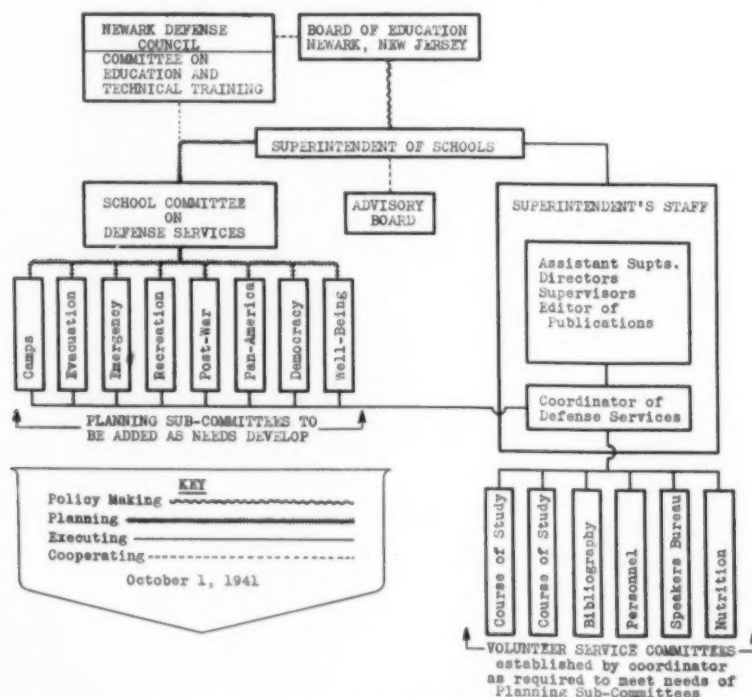 NEWARK DEFENSE
COUNCIL
COMMITTEE ON
EDUCATION AND
TECHNICAL TRAINING
BOARD OF EDUCATION
NEWARK, NEW JERSEY
SUPERINTENDENT OF SCHOOLS
SCHOOL COMMITTEE
ON
DEFENSE SERVICES
ADVISORY
BOARD
SUPERINTENDENT'S STAFF
Assistant Supts.
Directors
Supervisors
Editor of
Publications
Coordinator of
Defense Services
Camps
Evacuation
Emergency
Recreation
Post-War
Pan-America
Democracy
Well-Being
PLANNING SUB-COMMITTEES TO
BE ADDED AS NEEDS DEVELOP
KEY
Policy Making
Planning
Executing
Cooperating
October 1, 1941
Course of Study
Course of Study
Bibliography
Personnel
Speakers Bureau
Nutrition
VOLUNTEER SERVICE COMMITTEES
established by coordinator
as required to meet needs of
Planning Sub-Committees